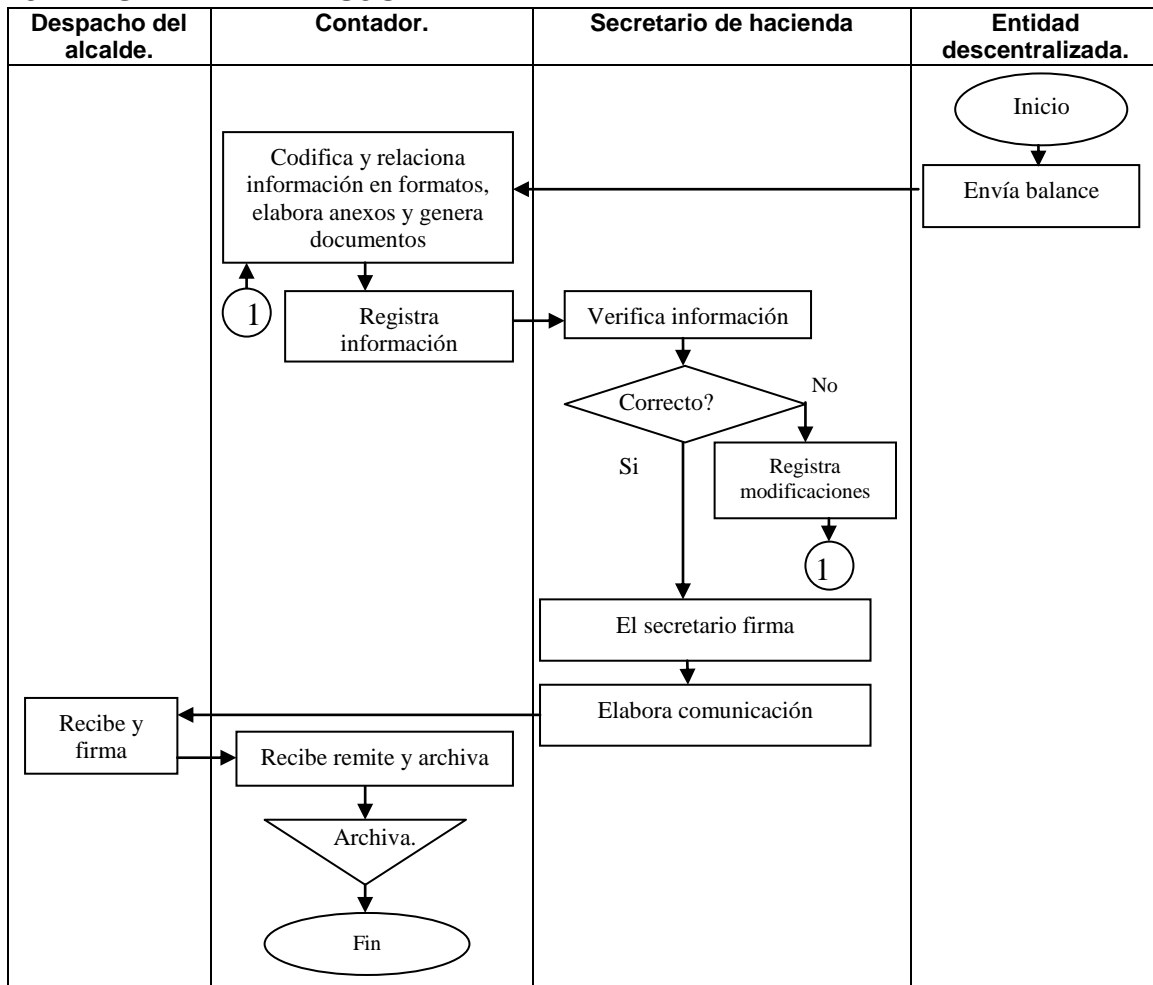 Despacho del
alcalde.
Contador.
Secretario de hacienda
Entidad
descentralizada.
Inicio
Envía balance
Codifica y relaciona
información en formatos,
elabora anexos y genera
documentos
1
Registra
información
Verifica información
Correcto?
No
Si
Registra
modificaciones
1
El secretario firma
Elabora comunicación
Recibe y
firma
Recibe remite y archiva
Archiva.
Fin